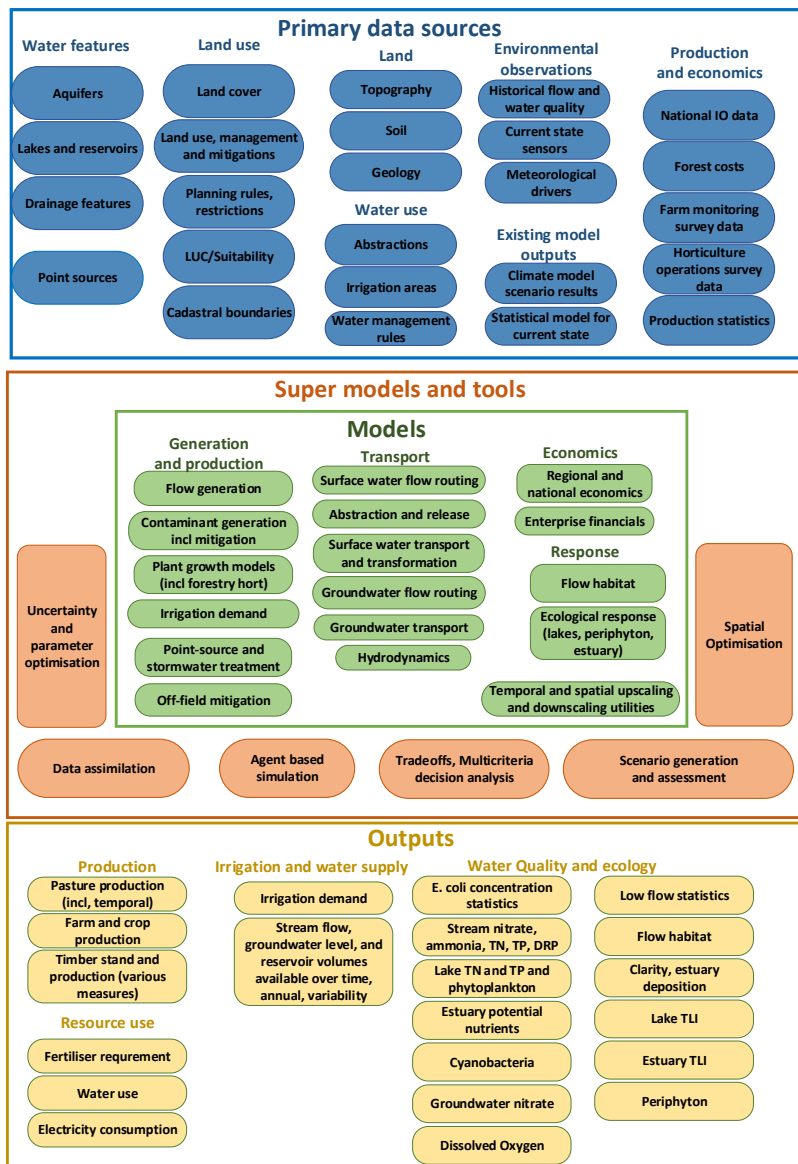 Primary data sources
Water features
Aquifers
Lakes and reservoirs
Drainage features
Point sources
Land use
Land cover
Land use, management
and mitigations
Planning rules,
restrictions
LUC/Suitability
Cadastral boundaries
Land
Topography
Soil
Geology
Water use
Abstractions
Irrigation areas
Water management
rules
Environmental
observations
Historical flow and
water quality
Current state
sensors
Meteorological
drivers
Existing model
outputs
Climate model
scenario results
Statistical model for
current state
Production
and economics
National IO data
Forest costs
Farm monitoring
survey data
Horticulture
operations survey
data
Production statistics
Super models and tools
Models
Generation
and production
Flow generation
Contaminant generation
incl mitigation
Plant growth models
(incl forestry hort)
Irrigation demand
Point-source and
stormwater treatment
Off-field mitigation
Transport
Surface water flow routing
Abstraction and release
Surface water transport
and transformation
Groundwater flow routing
Groundwater transport
Hydrodynamics
Economics
Regional and
national economics
Enterprise financials
Response
Flow habitat
Ecological response
(lakes, periphyton,
estuary)
Temporal and spatial upscaling
and downscaling utilities
Uncertainty
and
parameter
optimisation
Spatial
Optimisation
Data assimilation
Agent based
simulation
Tradeoffs, Multicriteria
decision analysis
Scenario generation
and assessment
Outputs
Production
Pasture production
(incl, temporal)
Farm and crop
production
Timber stand and
production (various
measures)
Resource use
Fertiliser requrement
Water use
Electricity consumption
Irrigation and water supply
Irrigation demand
Stream flow,
groundwater level, and
reservoir volumes
available over time,
annual, variability
Water Quality and ecology
E. coli concentration
statistics
Stream nitrate,
ammonia, TN, TP, DRP
Lake TN and TP and
phytoplankton
Estuary potential
nutrients
Cyanobacteria
Groundwater nitrate
Dissolved Oxygen
Low flow statistics
Flow habitat
Clarity, estuary
deposition
Lake TLI
Estuary TLI
Periphyton